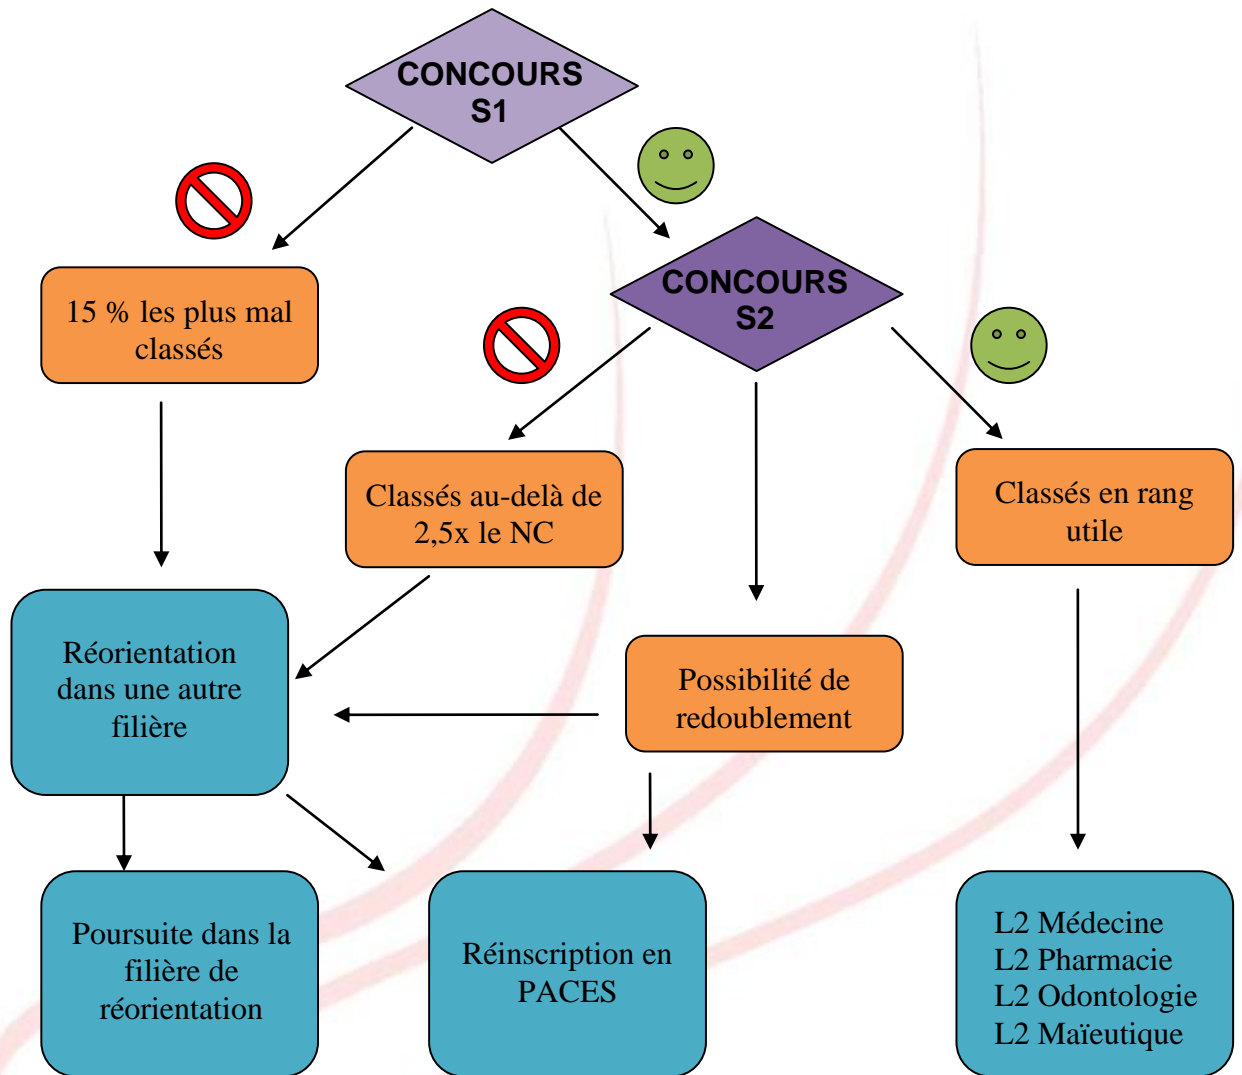 CONCOURS
S1
CONCOURS
S2
15 % les plus mal
classés
Classés au-delà de
2,5x le NC
Classés en rang
utile
Réorientation
dans une autre
filière
Possibilité de
redoublement
Poursuite dans la
filière de
réorientation
Réinscription en
PACES
L2 Médecine
L2 Pharmacie
L2 Odontologie
L2 Maïeutique